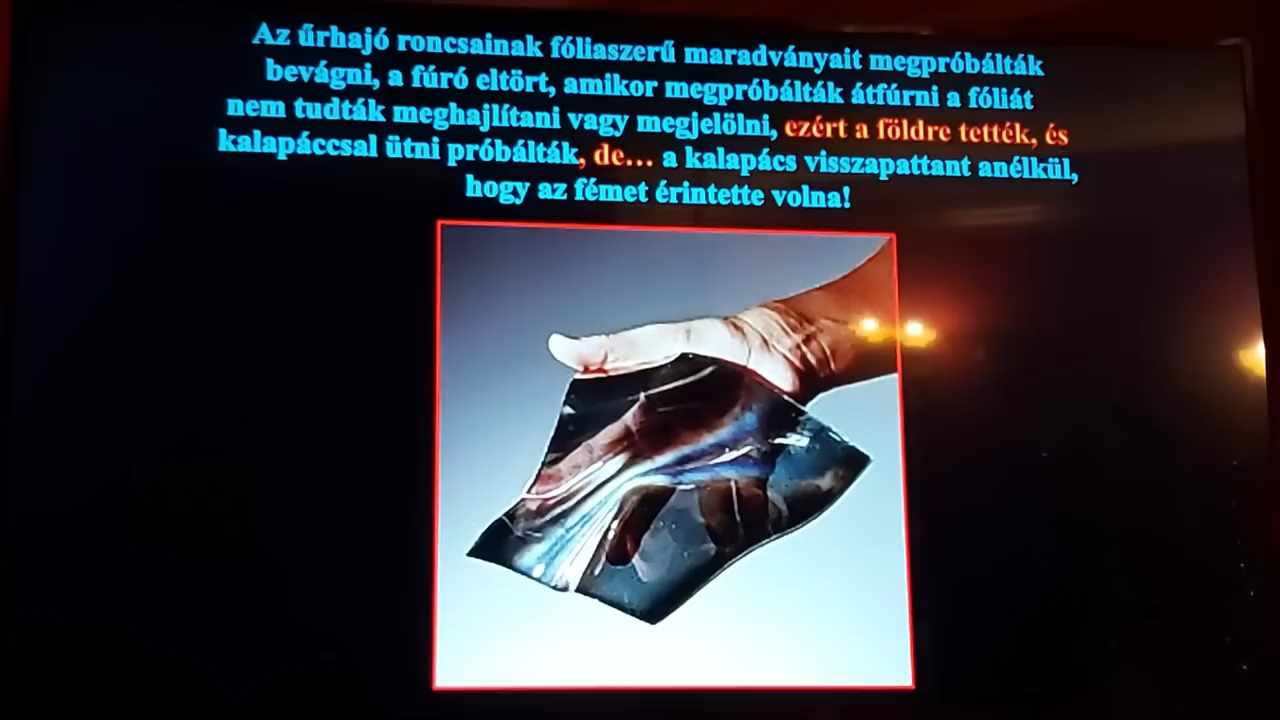 Az űrhajó roncsainak fóliaszerű maradványait megpróbálták
bevágni, a fúró eltört, amikor megpróbálták átfúrni a fóliát
nem tudták meghajlítani vagy megjelölni, ezért a földre tették, és
kalapáccsal ütni próbálták, de... a kalapács visszapattant anélkül,
hogy az fémet érintette volna!